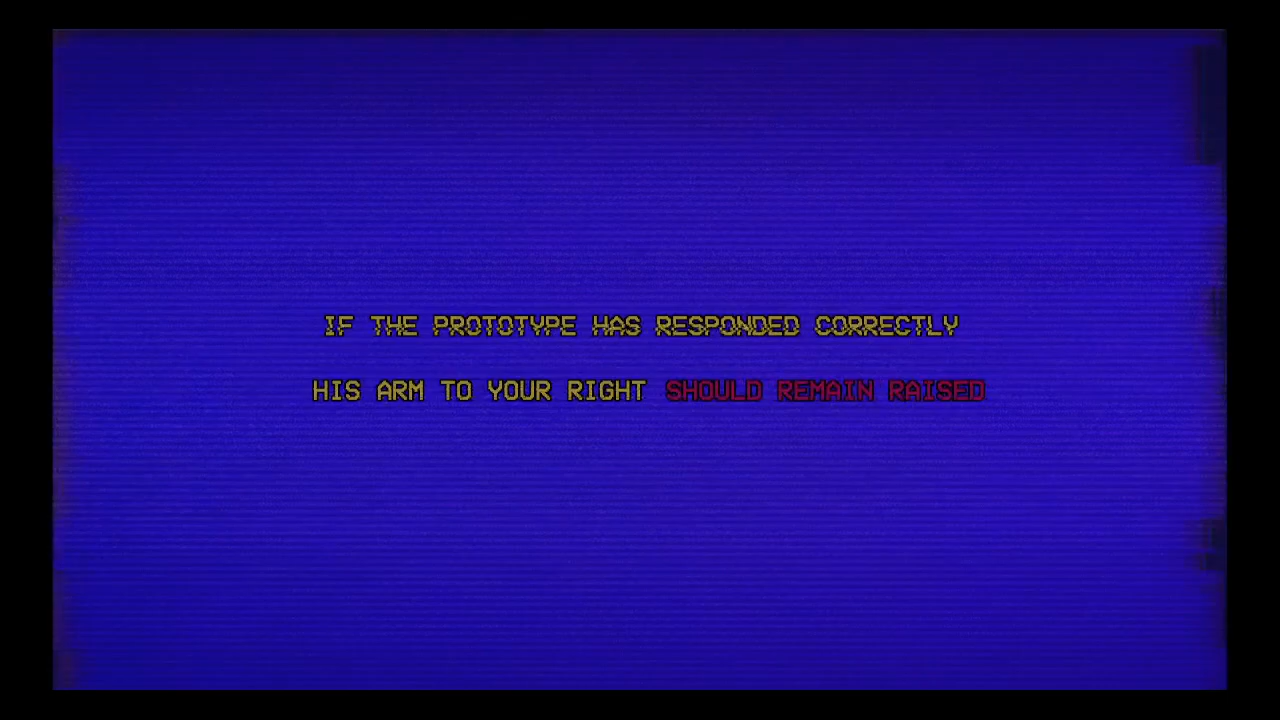 IF THE PROTOTYPE HAS RESPONDED CORRECTLY
HIS ARM TO YOUR RIGHT SHOULD REMAIN RAISED